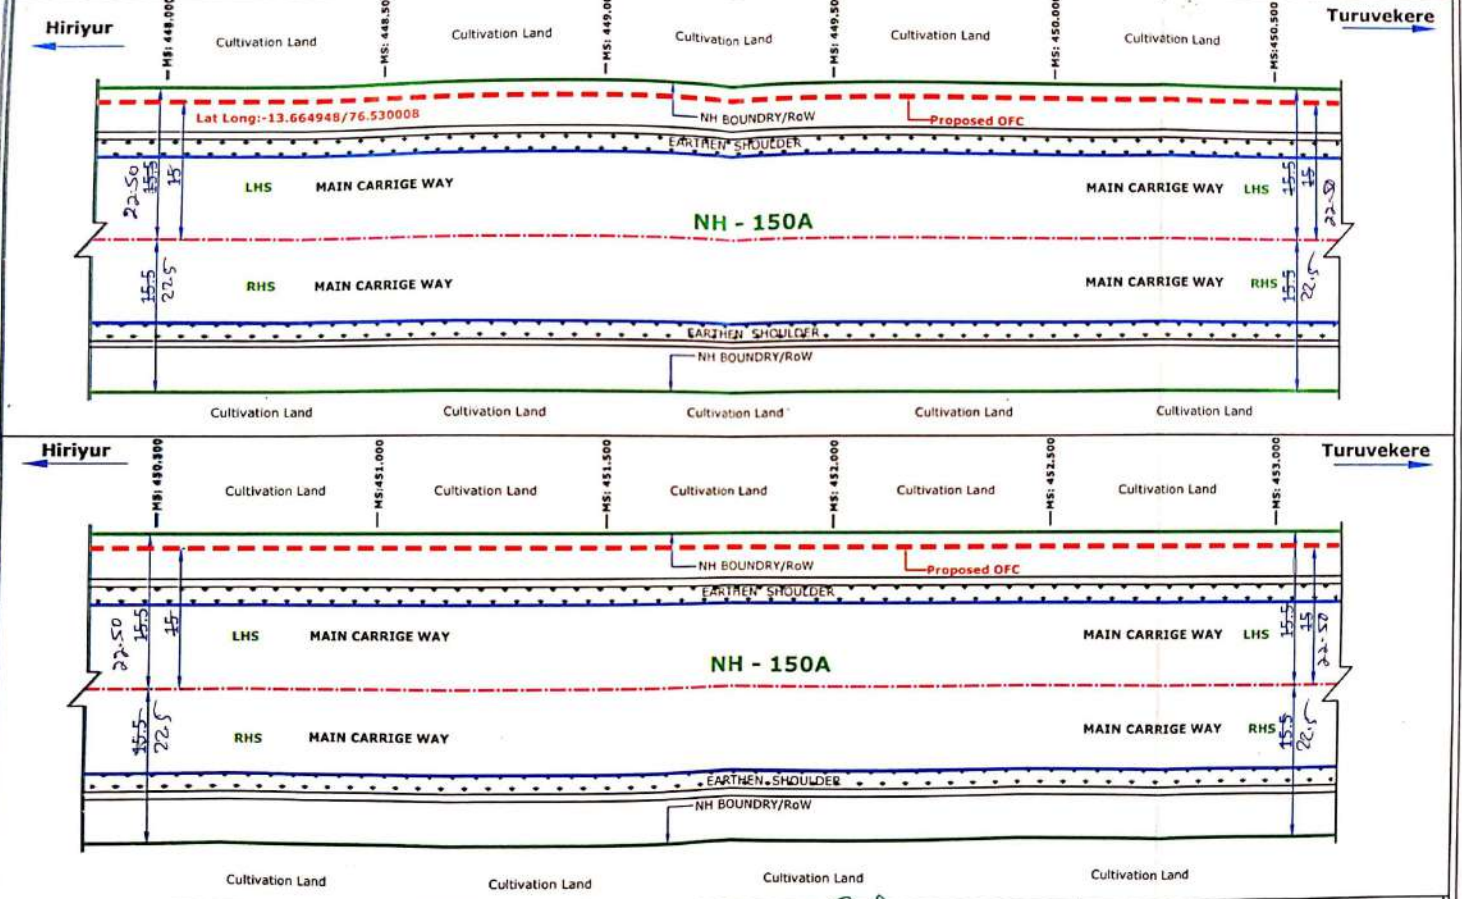 Hiriyur
MS: 448.000
MS: 448.50
MS: 449.00
MS: 449.50
MS: 450.000
MS:450.500
Turuvekere
Cultivation Land
Cultivation Land
Cultivation Land
Cultivation Land
Cultivation Land
Lat Long:-13.664948/76.530008
NH BOUNDRY/RoW
Proposed OFC
EARTHEN SHOULDER
22.50
15.5
15
LHS MAIN CARRIGE WAY
MAIN CARRIGE WAY LHS
15.5
15
22.50
NH - 150A
15.5
22.5
RHS MAIN CARRIGE WAY
MAIN CARRIGE WAY RHS
15.5
22.5
EARTHEN SHOULDER
NH BOUNDRY/RoW
Cultivation Land
Cultivation Land
Cultivation Land
Cultivation Land
Cultivation Land
Hiriyur
MS:
MS:451.000
MS: 451.500
MS: 452.000
MS: 452.500
MS: 453.000
Turuvekere
Cultivation Land
Cultivation Land
Cultivation Land
Cultivation Land
Cultivation Land
NH BOUNDRY/RoW
Proposed OFC
EARTHEN SHOULDER
22.50
15.5
15
LHS MAIN CARRIGE WAY
MAIN CARRIGE WAY LHS
15.5
15
22.50
NH - 150A
15.5
22.5
RHS MAIN CARRIGE WAY
MAIN CARRIGE WAY RHS
15.5
22.5
EARTHEN SHOULDER
NH BOUNDRY/RoW
Cultivation Land
Cultivation Land
Cultivation Land
Cultivation Land